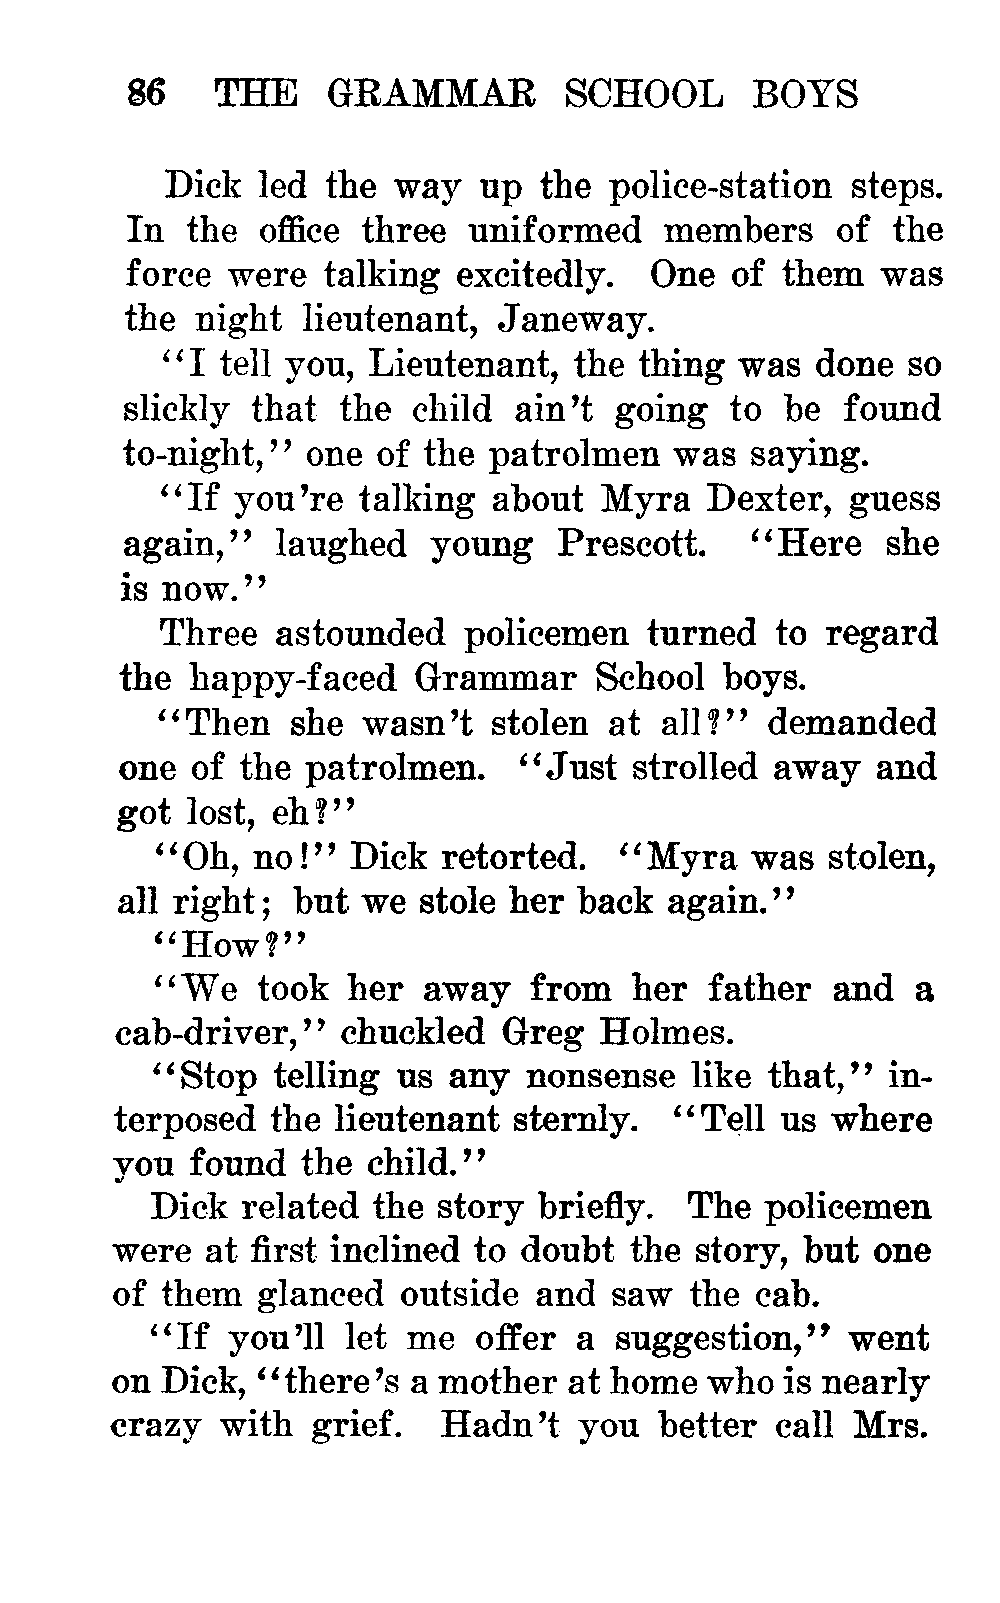 86 THE GRAMMAR SCHOOL BOYS
Dick led the way up the police-station steps.
In the office three uniformed members of the
force were talking excitedly. One of them was
the night lieutenant, Janeway.
“I tell you, Lieutenant, the thing was done so
slickly that the child ain’t going to be found
to-night,” one of the patrolmen was saying.
“If you’re talking about Myra Dexter, guess
again,” laughed young Prescott. “Here she
is now.”
Three astounded policemen turned to regard
the happy-faced Grammar School boys.
“Then she wasn’t stolen at all?” demanded
one of the patrolmen. “Just strolled away and
got lost, eh?”
“Oh, no!” Dick retorted. “Myra was stolen,
all right; but we stole her back again.”
“How?”
“We took her away from her father and a
cab-driver,” chuckled Greg Holmes.
“Stop telling us any nonsense like that,” in-
terposed the lieutenant sternly. “Tell us where
you found the child.”
Dick related the story briefly. The policemen
were at first inclined to doubt the story, but one
of them glanced outside and saw the cab.
“If you’ll let me offer a suggestion,” went
on Dick, “there’s a mother at home who is nearly
crazy with grief. Hadn’t you better call Mrs.